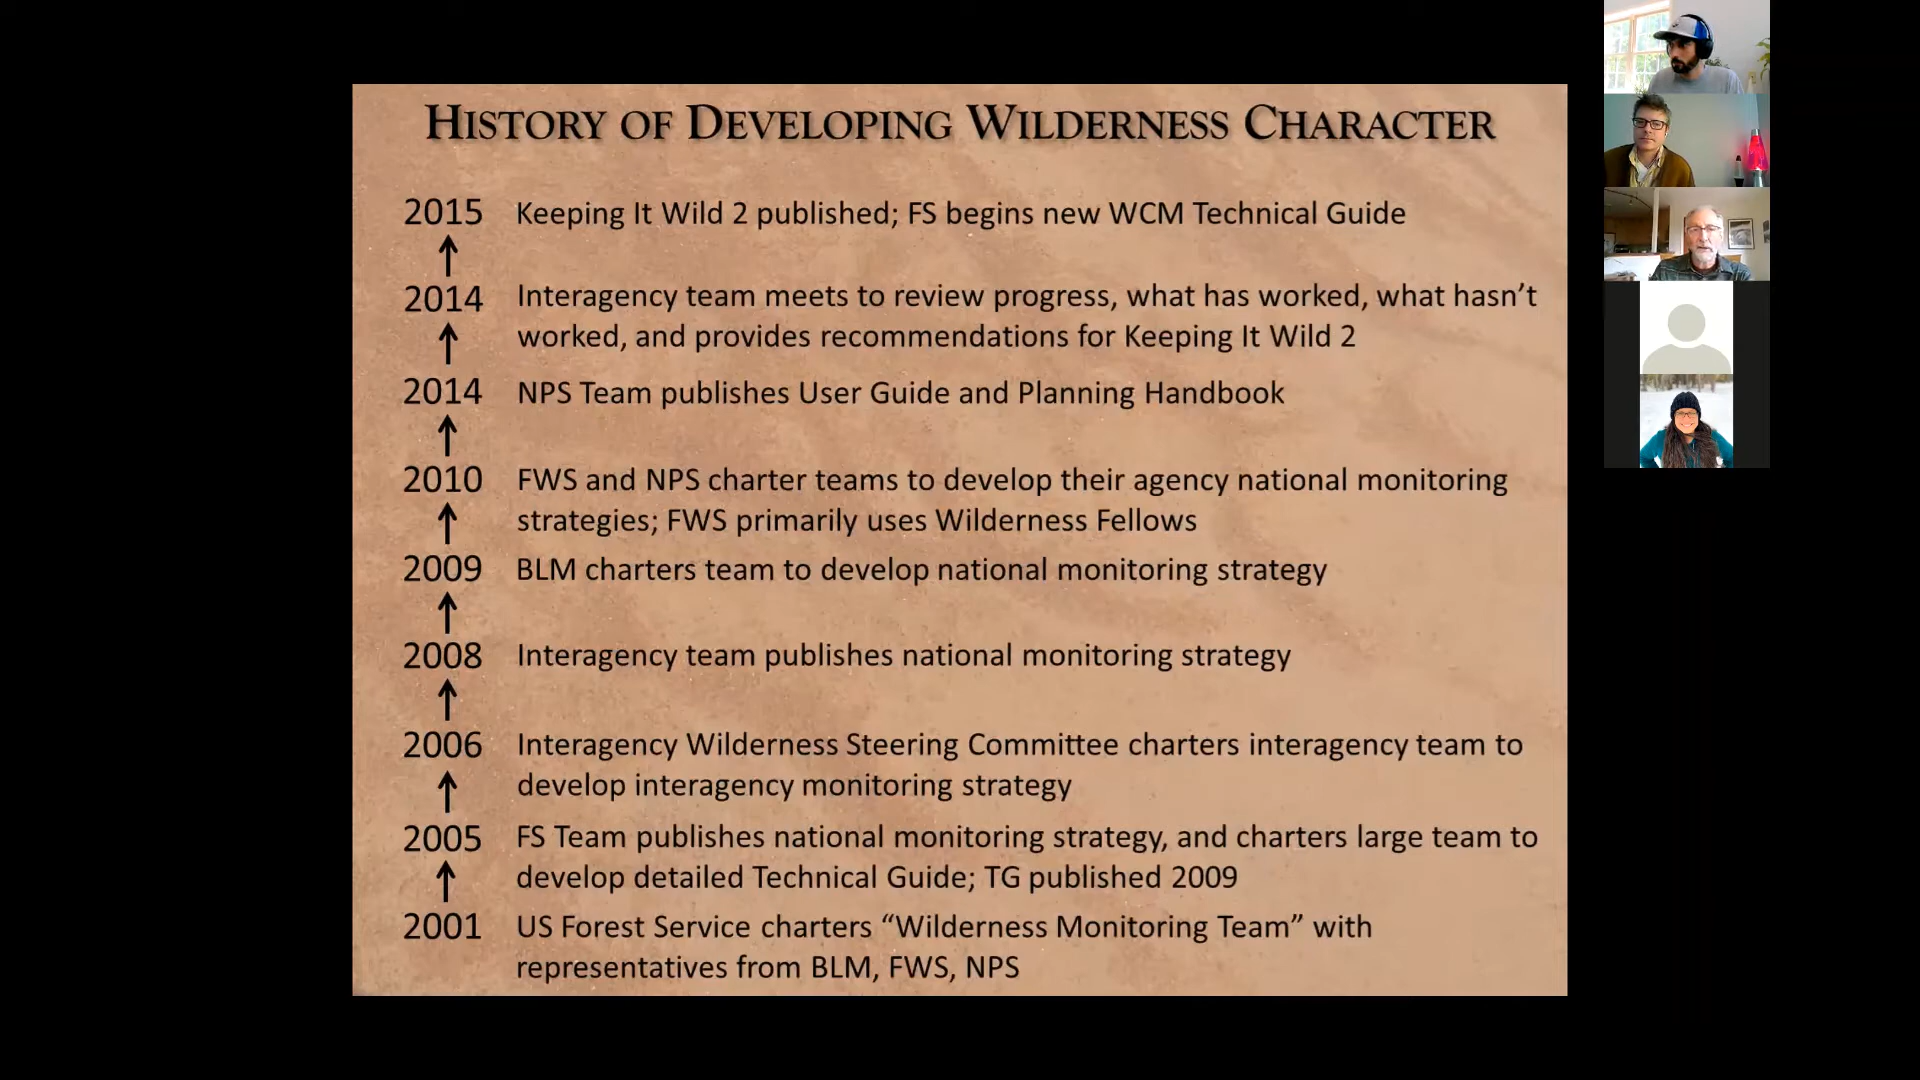 HISTORY OF DEVELOPING WILDERNESS CHARACTER
2015 Keeping It Wild 2 published; FS begins new WCM Technical Guide
2014 Interagency team meets to review progress, what has worked, what hasn’t
worked, and provides recommendations for Keeping It Wild 2
2014 NPS Team publishes User Guide and Planning Handbook
2010 FWS and NPS charter teams to develop their agency national monitoring
strategies; FWS primarily uses Wilderness Fellows
2009 BLM charters team to develop national monitoring strategy
2008 Interagency team publishes national monitoring strategy
2006 Interagency Wilderness Steering Committee charters interagency team to
develop interagency monitoring strategy
2005 FS Team publishes national monitoring strategy, and charters large team to
develop detailed Technical Guide; TG published 2009
2001 US Forest Service charters “Wilderness Monitoring Team” with
representatives from BLM, FWS, NPS